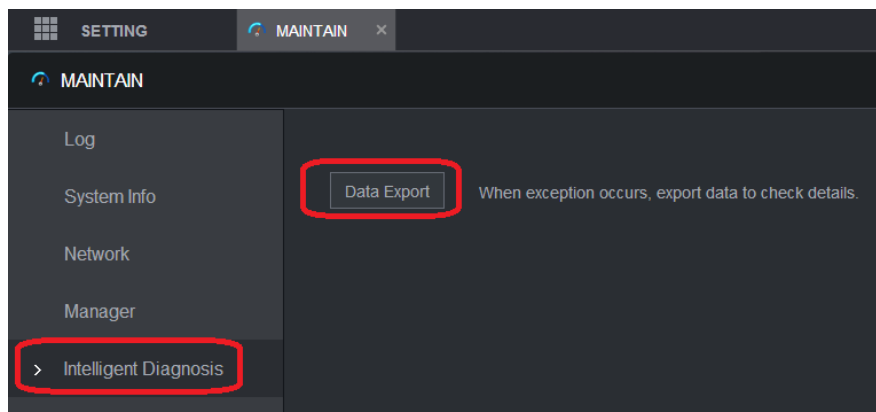 SETTING
MAINTAIN ×
MAINTAIN
Log
System Info
Network
Manager
> Intelligent Diagnosis
Data Export
When exception occurs, export data to check details.